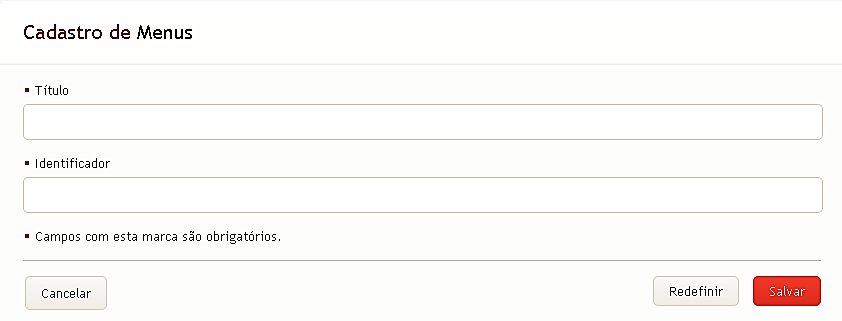 Cadastro de Menus
Título
Identificador
Campos com esta marca são obrigatórios.
Cancelar Redefinir Salvar